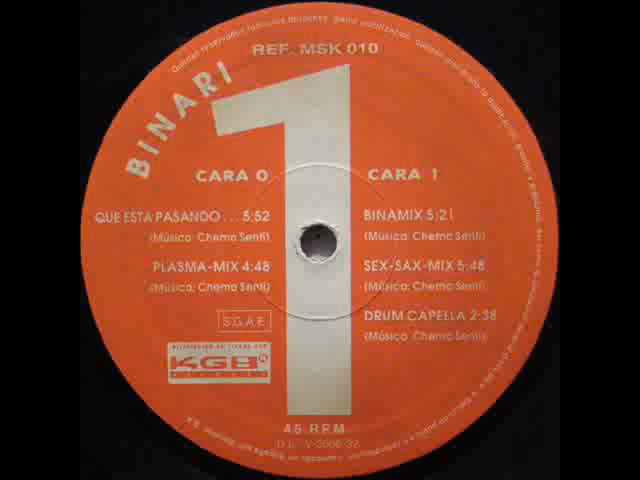 REF. MSK 010
BINARI
1
CARA 0
QUE ESTA PASANDO... 5:52
(Música: Chema Senti)
PLASMA-MIX 4:48
(Música: Chema Senti)
S.G.A.E.
KGB
RECORDS
CARA 1
BINAMIX 5:21
(Música: Chema Senti)
SEX-SAX-MIX 5:48
(Música: Chema Senti)
DRUM CAPELLA 2:38
(Música: Chema Senti)
45 R.P.M.